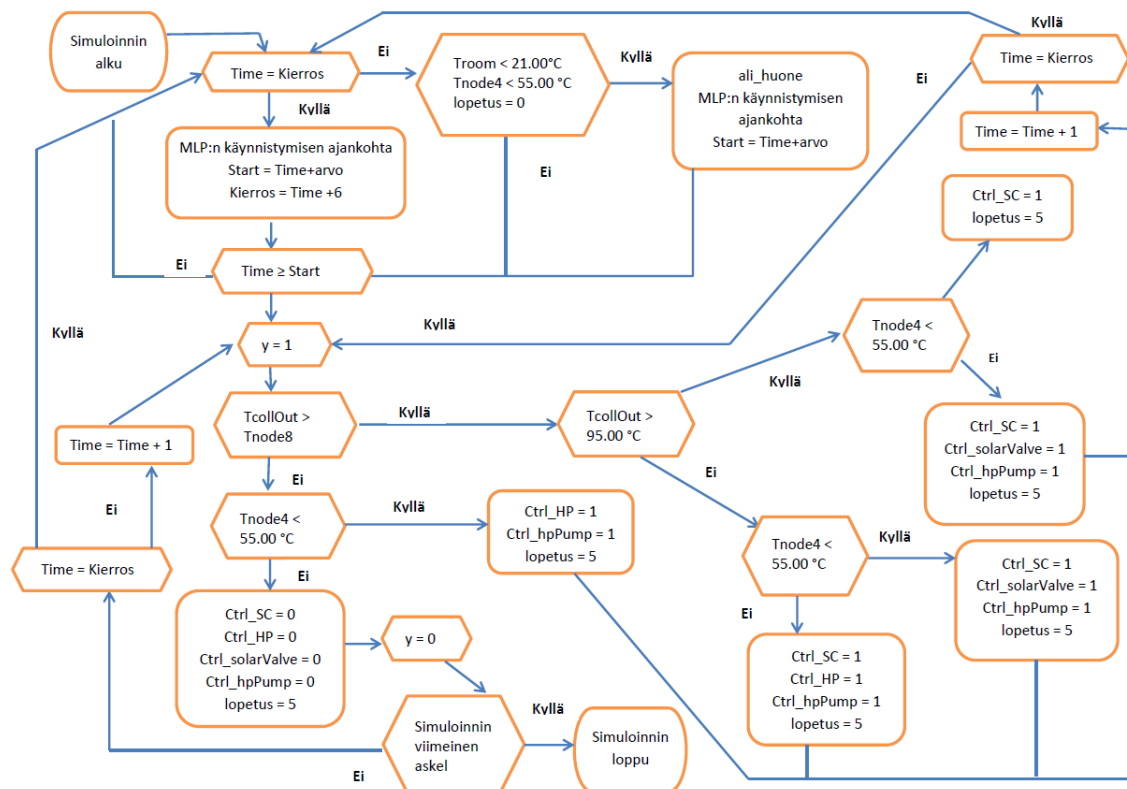 Simuloinnin
alku
Time = Kierros
Ei
Kyllä
Troom < 21.00°C
Tnode4 < 55.00 °C
lopetus = 0
Kyllä
Ei
ali_huone
MLP:n käynnistymisen
ajankohta
Start = Time+arvo
Kyllä
Time = Kierros
Ei
Time = Time + 1
MLP:n käynnistymisen ajankohta
Start = Time+arvo
Kierros = Time +6
Ctrl_SC = 1
lopetus = 5
Ei
Time ≥ Start
Kyllä
Kyllä
y = 1
Tnode4 <
55.00 °C
Kyllä
Ei
TcollOut >
Tnode8
Kyllä
TcollOut >
95.00 °C
Ctrl_SC = 1
Ctrl_solarValve = 1
Ctrl_hpPump = 1
lopetus = 5
Time = Time + 1
Ei
Ei
Ei
Tnode4 <
55.00 °C
Kyllä
Ctrl_HP = 1
Ctrl_hpPump = 1
lopetus = 5
Tnode4 <
55.00 °C
Kyllä
Ctrl_SC = 1
Ctrl_solarValve = 1
Ctrl_hpPump = 1
lopetus = 5
Time = Kierros
Ei
Ei
Ctrl_SC = 0
Ctrl_HP = 0
Ctrl_solarValve = 0
Ctrl_hpPump = 0
lopetus = 5
y = 0
Ctrl_SC = 1
Ctrl_HP = 1
Ctrl_hpPump = 1
lopetus = 5
Simuloinnin
viimeinen
askel
Kyllä
Simuloinnin
loppu
Ei